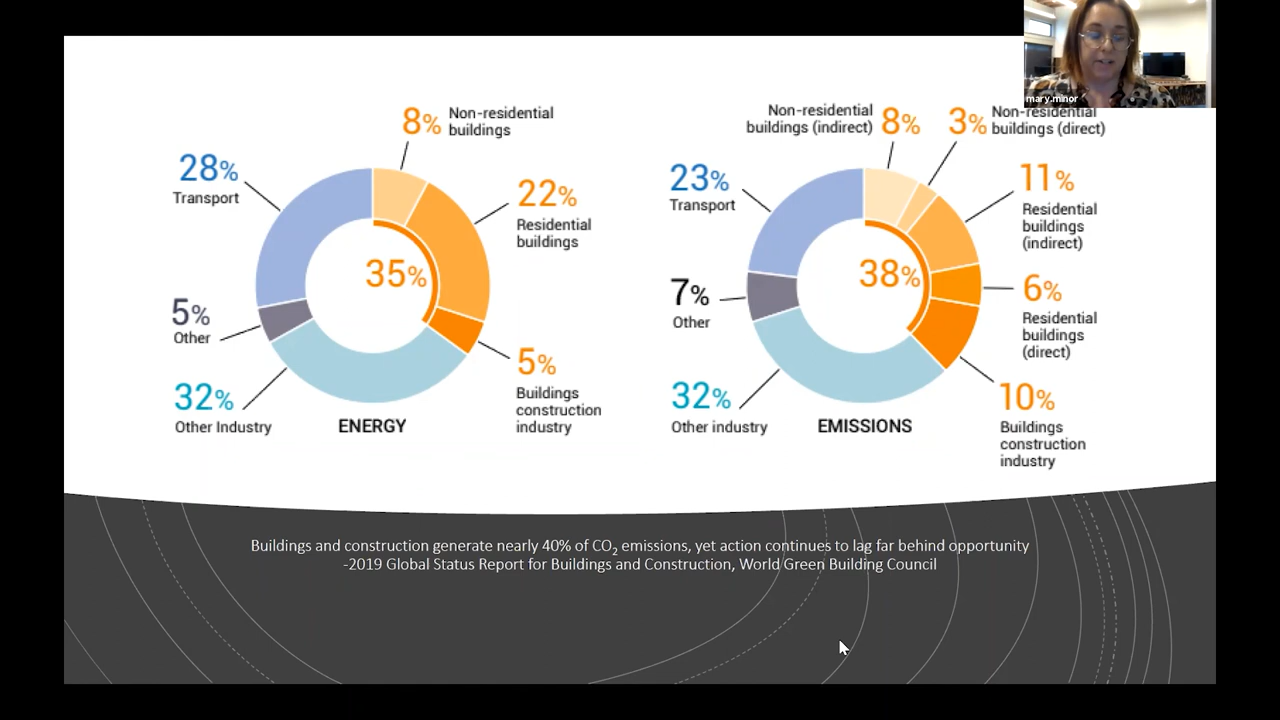 mary.minor
8%
Non-residential
buildings
28%
Transport
22%
Residential
buildings
35%
5%
Other
5%
Buildings
construction
industry
32%
Other Industry
ENERGY
Non-residential
buildings (indirect)
8%
3%
Non-residential
buildings (direct)
23%
Transport
11%
Residential
buildings
(indirect)
38%
7%
Other
6%
Residential
buildings
(direct)
32%
Other industry
10%
Buildings
construction
industry
EMISSIONS
Buildings and construction generate nearly 40% of CO₂ emissions, yet action continues to lag far behind opportunity
-2019 Global Status Report for Buildings and Construction, World Green Building Council